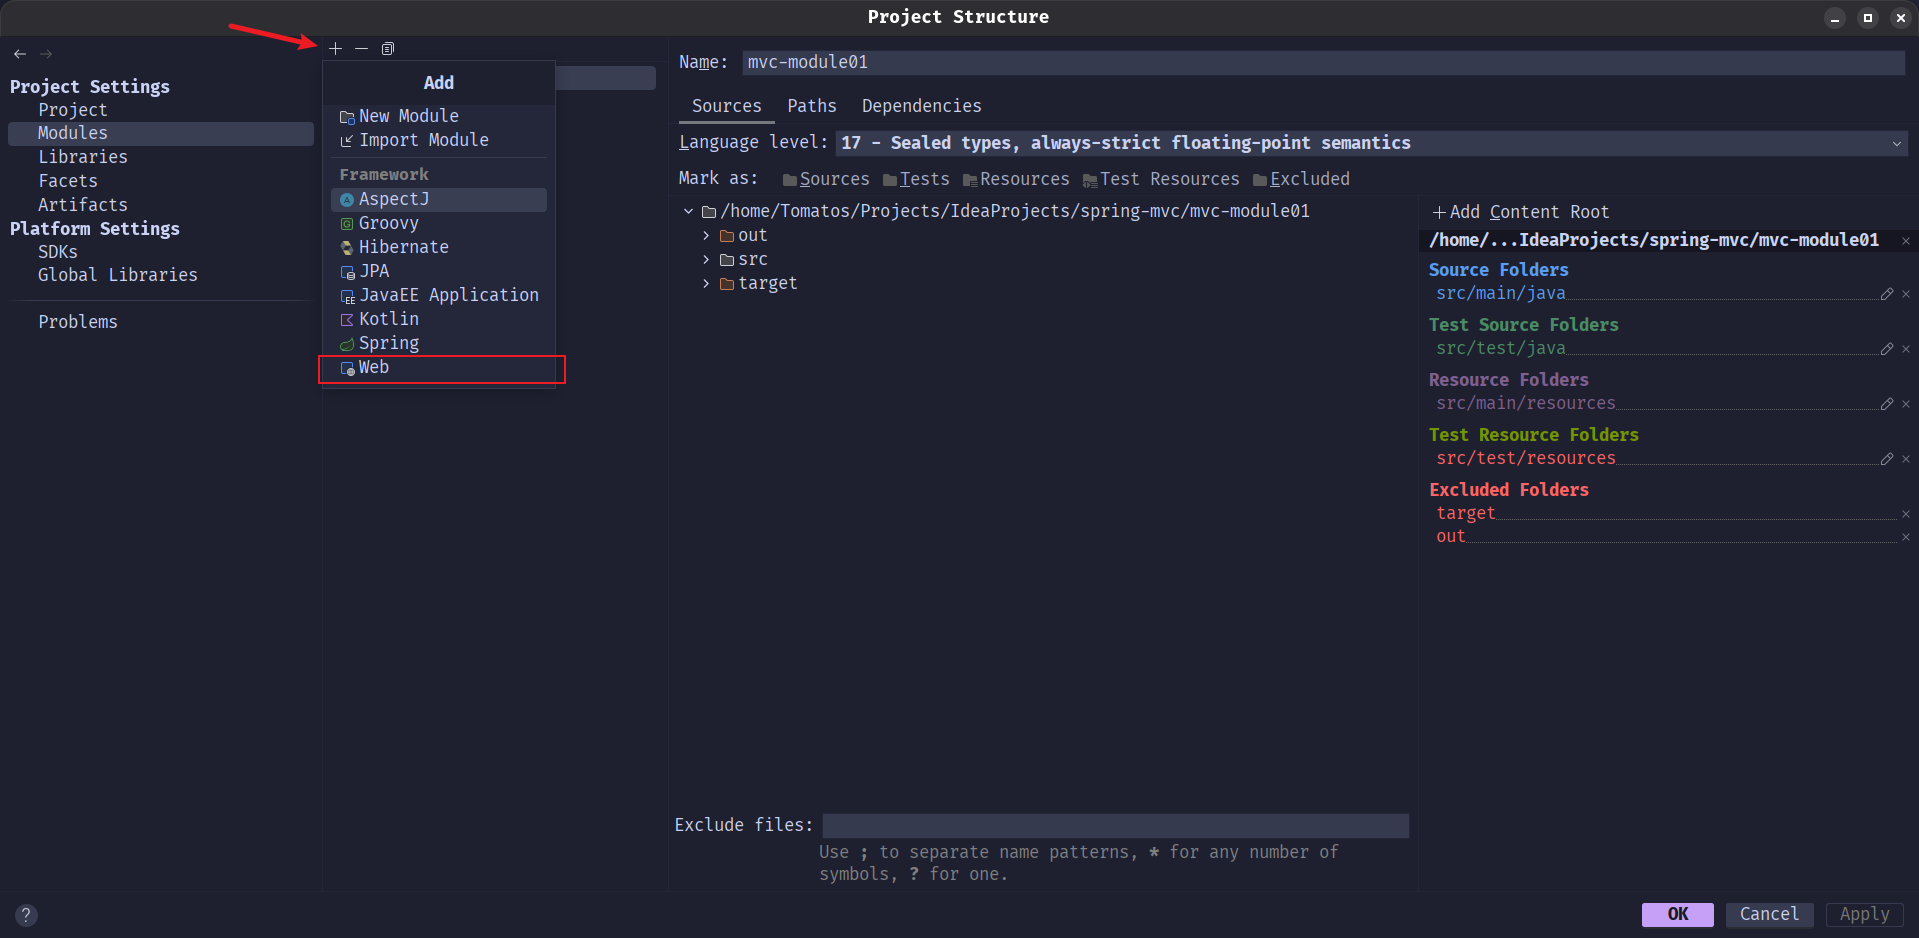 Project Structure
Project Settings
Project
Modules
Libraries
Facets
Artifacts
Platform Settings
SDKs
Global Libraries
Problems
Add
New Module
Import Module
Framework
AspectJ
Groovy
Hibernate
JPA
JavaEE Application
Kotlin
Spring
Web
Name: mvc-module01
Sources Paths Dependencies
Language level: 17 - Sealed types, always-strict floating-point semantics
Mark as: Sources Tests Resources Test Resources Excluded
/home/Tomatos/Projects/IdeaProjects/spring-mvc/mvc-module01
out
src
target
Exclude files:
Use ; to separate name patterns, * for any number of
symbols, ? for one.
+Add Content Root
/home/...IdeaProjects/spring-mvc/mvc-module01
Source Folders
src/main/java
Test Source Folders
src/test/java
Resource Folders
src/main/resources
Test Resource Folders
src/test/resources
Excluded Folders
target
out
?
OK Cancel Apply